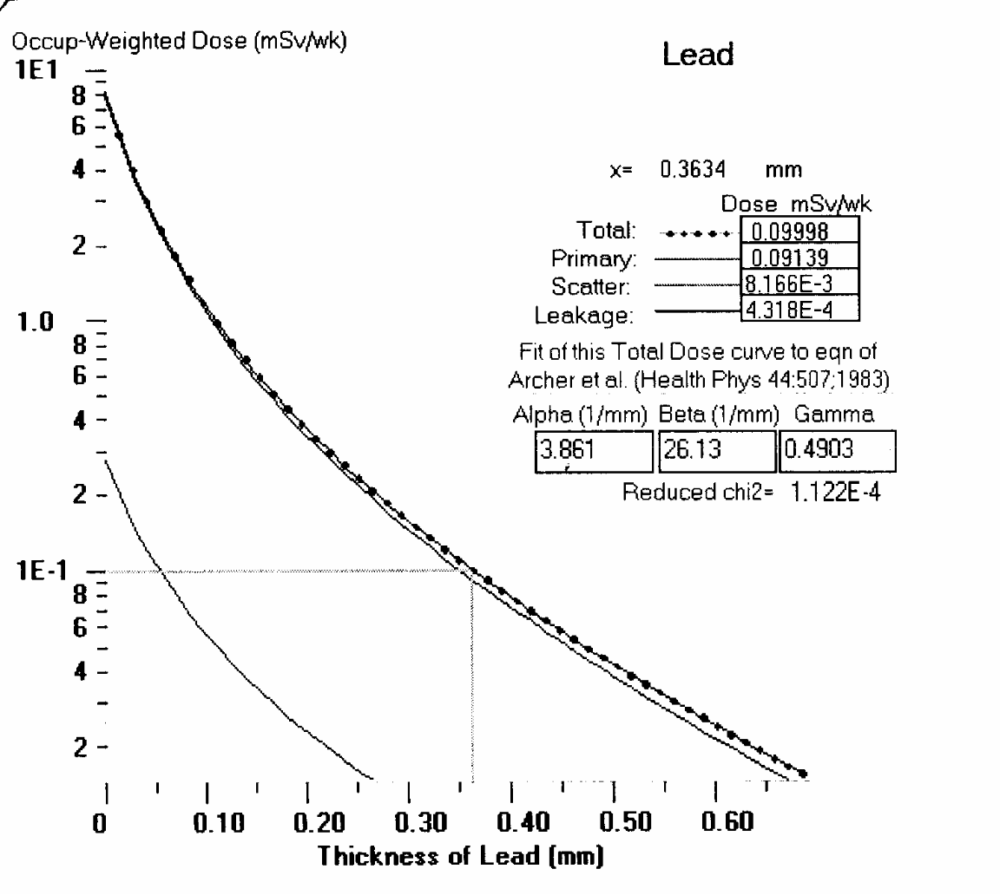 Occup-Weighted Dose (mSv/wk)
Lead
1E1
8
6
4
2
1.0
8
6
4
2
1E-1
8
6
4
2
x= 0.3634 mm
Dose mSv/wk
Total: 0.09998
Primary: 0.09139
Scatter: 8.166E-3
Leakage: 4.318E-4
Fit of this Total Dose curve to eqn of
Archer et al. (Health Phys 44:507;1983)
Alpha (1/mm) Beta (1/mm) Gamma
3.861 26.13 0.4903
Reduced chi2= 1.122E-4
0 0.10 0.20 0.30 0.40 0.50 0.60
Thickness of Lead (mm)